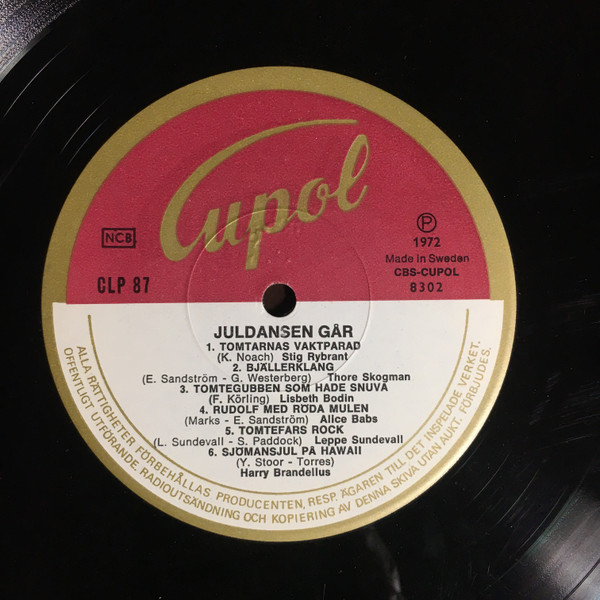 Cupol
NCB
CLP 87
P
1972
Made in Sweden
CBS-CUPOL
8302
JULDANSEN GÅR
1. TOMTARNAS VAKTPARAD
(K. Noach) Stig Rybrant
2. BJÄLLERKLANG
(E. Sandström - G. Westerberg) Thore Skogman
3. TOMTEGUBBEN SOM HADE SNUVA
(F. Körling) Lisbeth Bodin
4. RUDOLF MED RÖDA MULEN
(Marks - E. Sandström) Alice Babs
5. TOMTEFARS ROCK
(L. Sundevall - S. Paddock) Leppe Sundevall
6. SJÖMANSJUL PÅ HAWAII
(Y. Stoor - Torres)
Harry Brandelius
ALLA RÄTTIGHETER FÖRBEHÅLLAS PRODUCENTEN, RESP. ÄGAREN TILL DET INSPELADE VERKET.
OFFENTLIGT UTFÖRANDE, RADIOUTSÄNDNING OCH KOPIERING AV DENNA SKIVA UTAN AUKT. FÖRBJUDES.